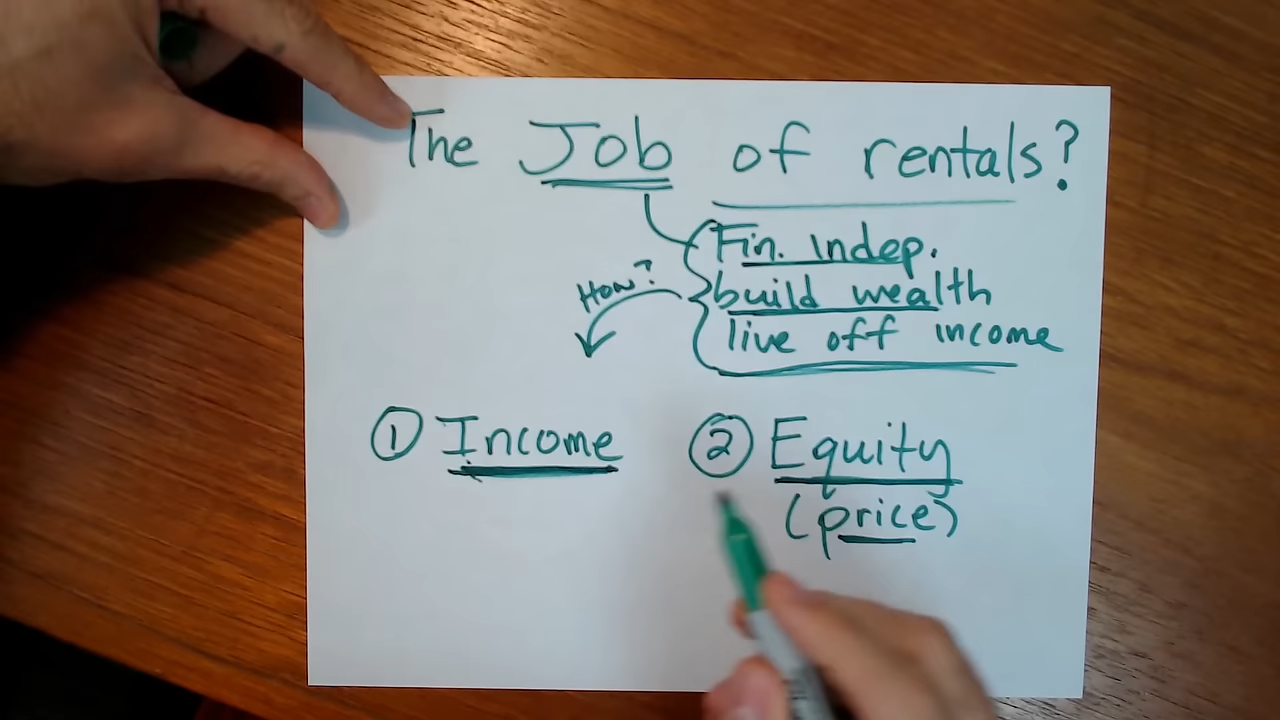 The Job of rentals?
Fin. indep.
build wealth
live off income
How?
① Income
② Equity
(price)